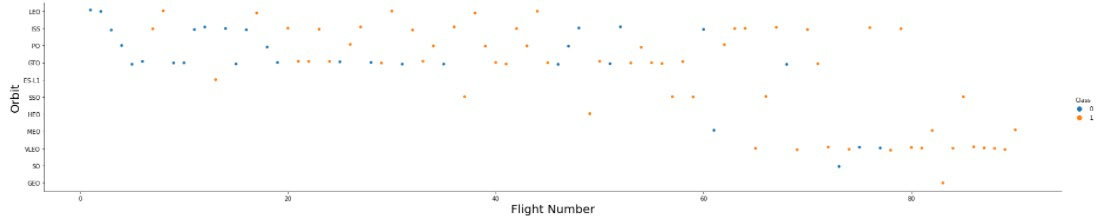 LEO
ISS
PO
GTO
ES-L1
SSO
HEO
MEO
VLEO
SO
GEO
Orbit
0
20
40
60
80
Flight Number
Class
0
1